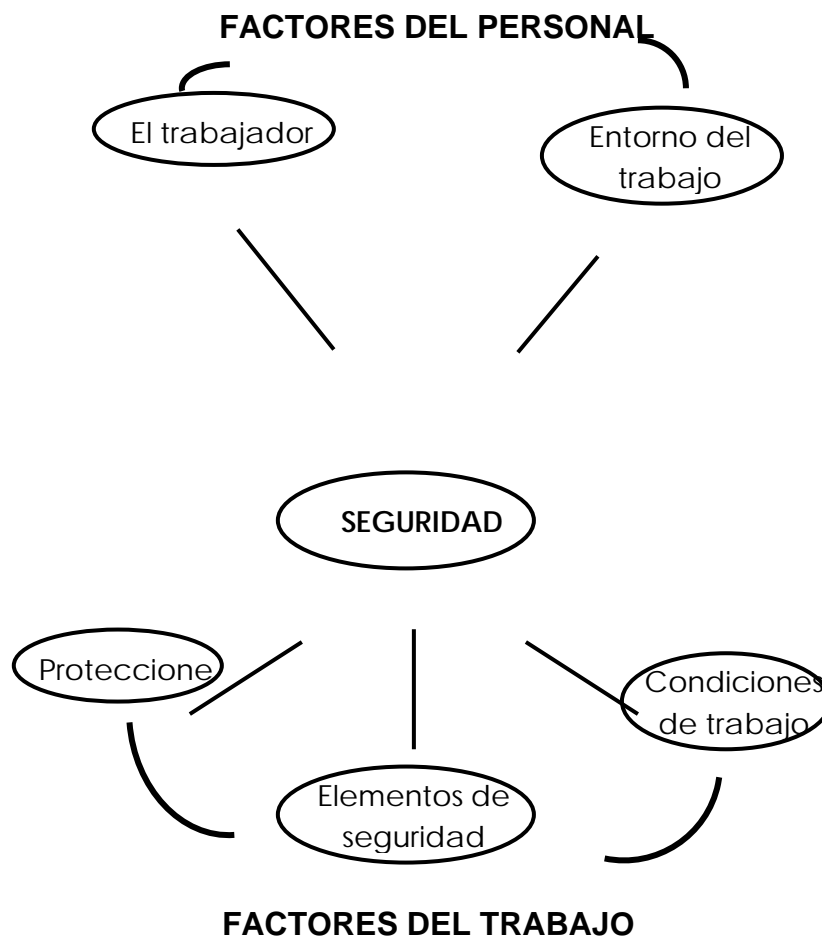 FACTORES DEL PERSONAL
El trabajador
Entorno del
trabajo
SEGURIDAD
Proteccione
Condiciones
de trabajo
Elementos de
seguridad
FACTORES DEL TRABAJO